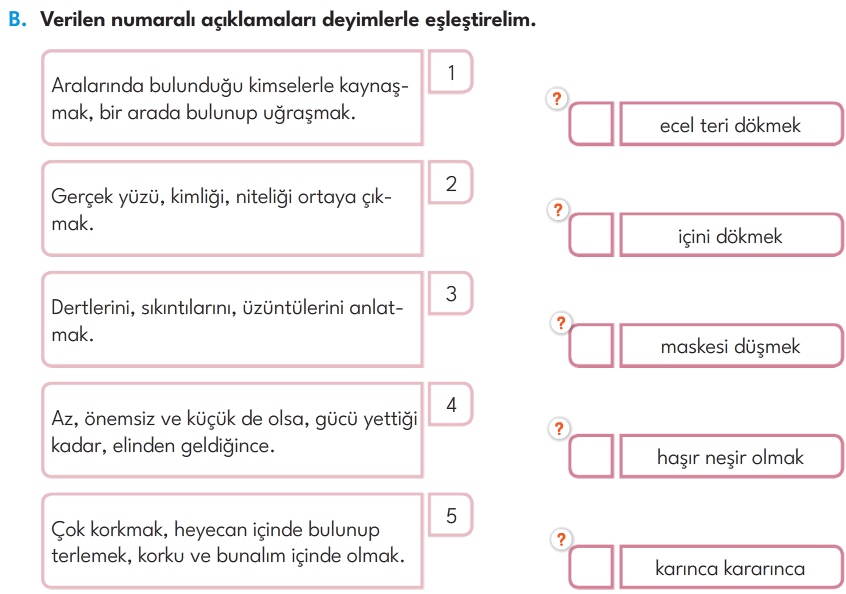 B. Verilen numaralı açıklamaları deyimlerle eşleştirelim.
Aralarında bulunduğu kimselerle kaynaş-
mak, bir arada bulunup uğraşmak.
1
?
ecel teri dökmek
Gerçek yüzü, kimliği, niteliği ortaya çık-
mak.
2
?
içini dökmek
Dertlerini, sıkıntılarını, üzüntülerini anlat-
mak.
3
?
maskesi düşmek
Az, önemsiz ve küçük de olsa, gücü yettiği
kadar, elinden geldiğince.
4
?
haşır neşir olmak
Çok korkmak, heyecan içinde bulunup
terlemek, korku ve bunalım içinde olmak.
5
?
karınca kararınca